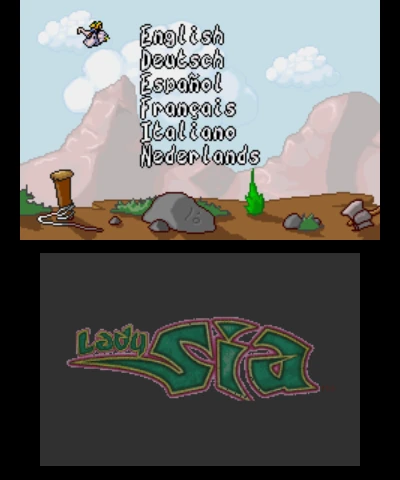 English
Deutsch
Español
Français
Italiano
Nederlands
Lady
Sia